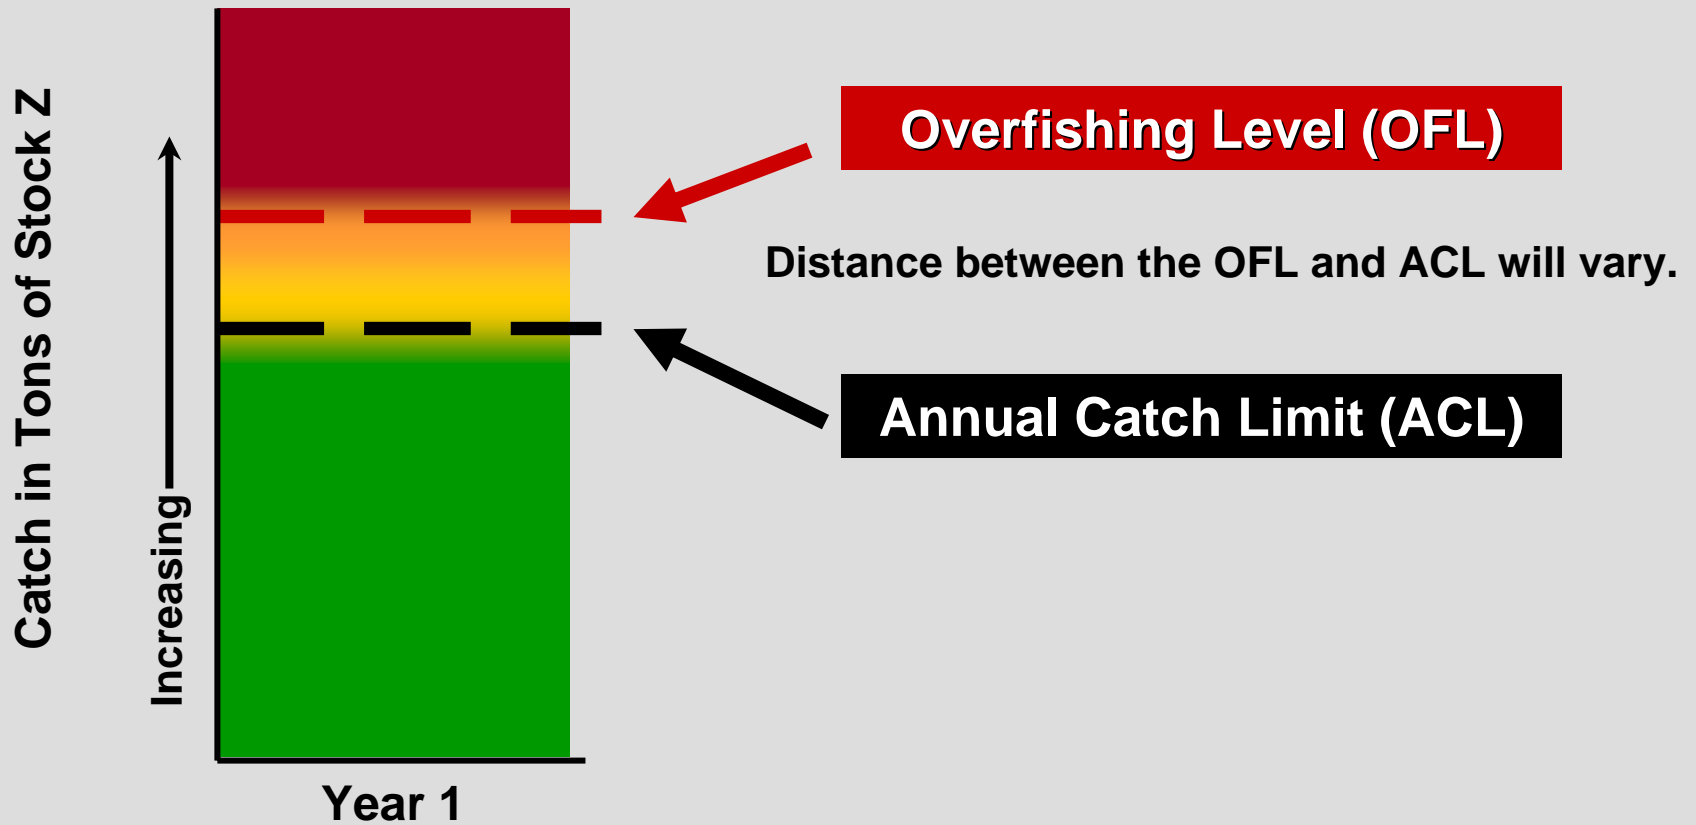 Catch in Tons of Stock Z
Increasing
Overfishing Level (OFL)
Distance between the OFL and ACL will vary.
Annual Catch Limit (ACL)
Year 1